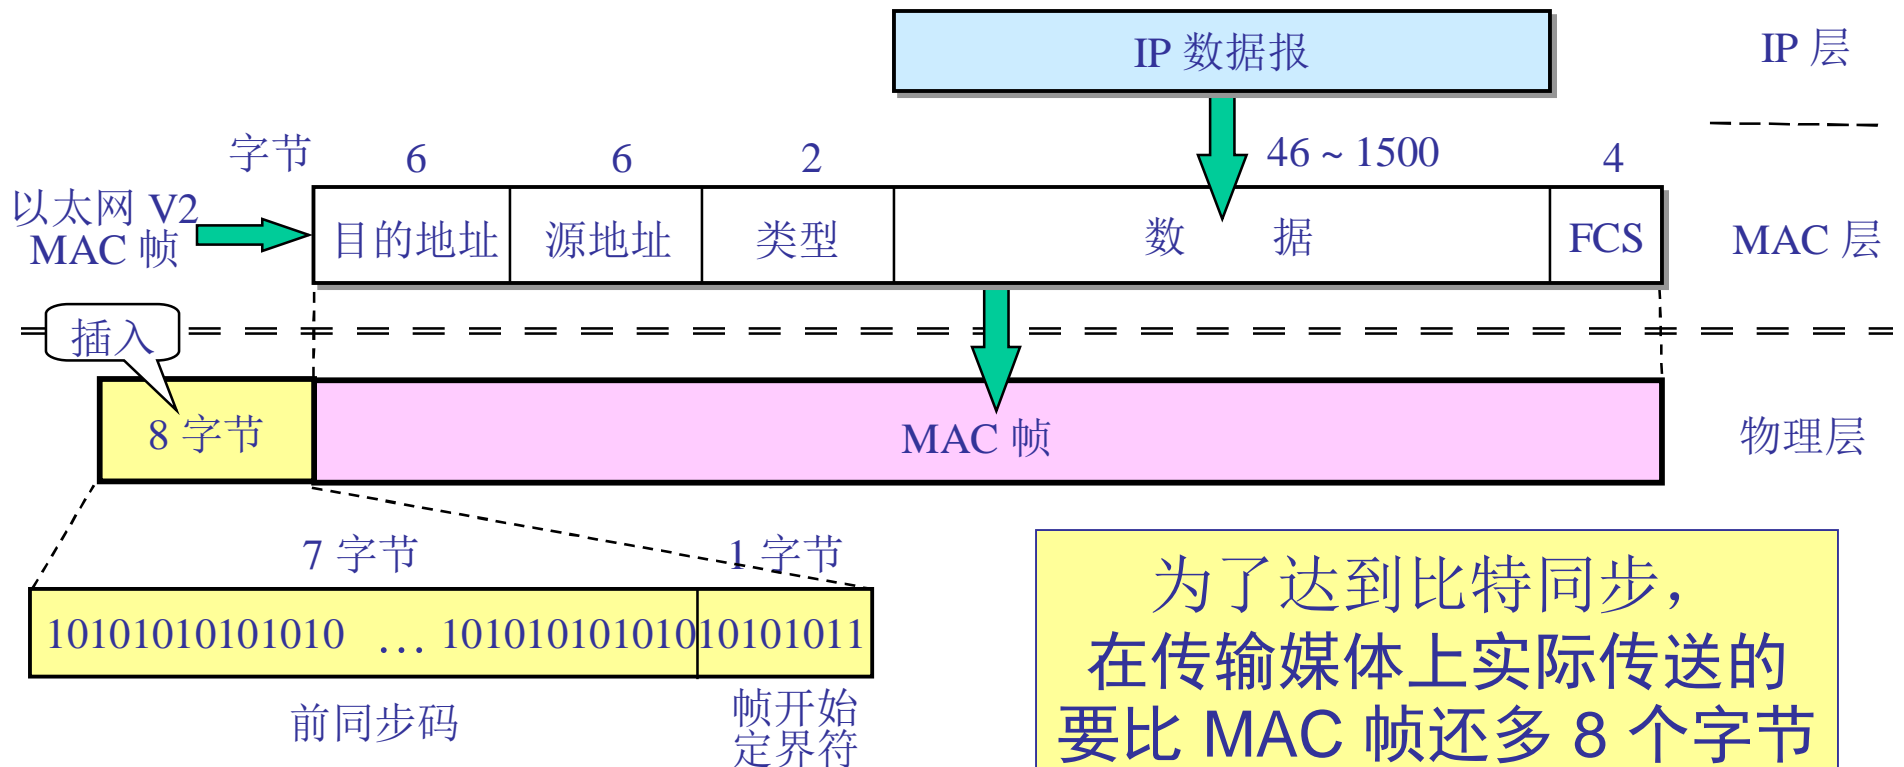 IP 数据报
IP 层
字节 6 6 2 46 ~ 1500 4
以太网 V2
MAC 帧
目的地址 源地址 类型 数 据 FCS
MAC 层
插入
8 字节
MAC 帧
物理层
7 字节 1 字节
10101010101010 … 101010101010 10101011
前同步码
帧开始
定界符
为了达到比特同步，
在传输媒体上实际传送的
要比 MAC 帧还多 8 个字节